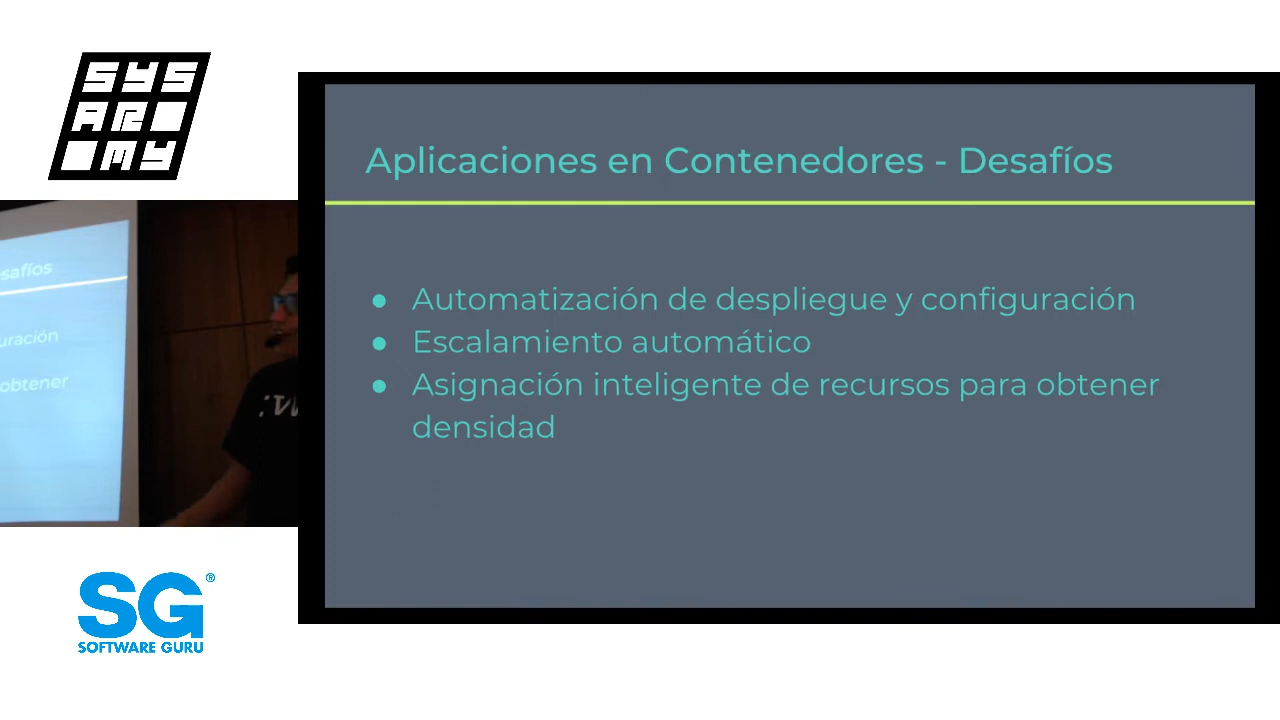 SYS
AR
MY
Aplicaciones en Contenedores - Desafíos
● Automatización de despliegue y configuración
● Escalamiento automático
● Asignación inteligente de recursos para obtener
densidad
safíos
uración
obtener
SG®
SOFTWARE GURU